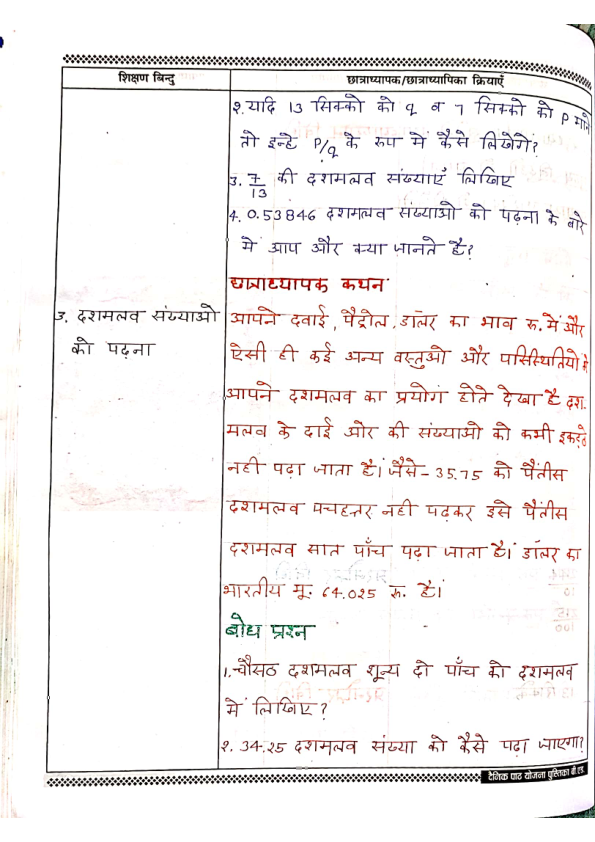 शिक्षण बिन्दु
छात्राध्यापक/छात्राध्यापिका क्रियाएँ
२. यदि 13 सिक्को को q व 7 सिक्को को P माने
तो इन्हे P/q के रुप में कैसे लिखेगें?
3. 7/13 की दशमलव संख्याएँ लिखिए
4. 0.53846 दशमलव संख्याओ को पढ़ना के बारे
में आप और क्या जानते है?
छात्राध्यापक कथन
3. दशमलव संख्याओ
को पढ़ना
आपने दवाई, पैट्रोल, डॉलर का भाव रु. में और
ऐसी ही कई अन्य वस्तुओ और परिस्थितियो में
आपने दशमलव का प्रयोग होते देखा है दश-
मलव के दाई ओर की संख्याओ को कभी इकट्ठे
नही पढ़ा जाता है। जैसे- 35.75 को पैंतीस
दशमलव पचहत्तर नही पढ़कर इसे पैंतीस
दशमलव सात पाँच पढ़ा जाता है। डॉलर का
भारतीय मू. 64.025 रु. है।
बोध प्रश्न
1. चौसठ दशमलव शून्य दो पाँच को दशमलव
में लिखिए?
२. 34.25 दशमलव संख्या को कैसे पढ़ा जाएगा?
दैनिक पाठ योजना पुस्तिका बी.एड.